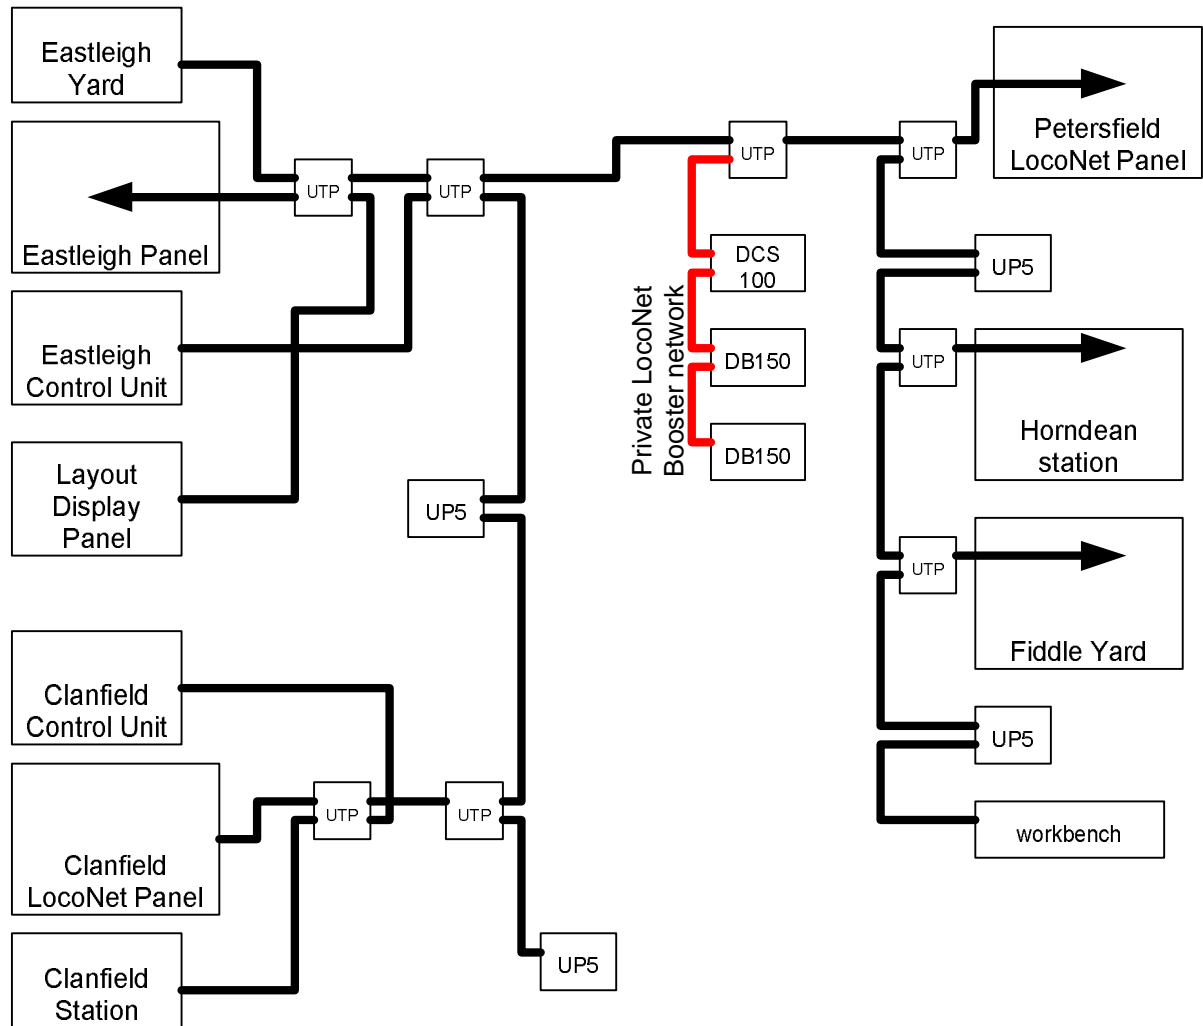 Eastleigh
Yard
UTP
Eastleigh Panel
UTP
Eastleigh
Control Unit
Layout
Display
Panel
UP5
Clanfield
Control Unit
UTP
UTP
Clanfield
LocoNet Panel
Clanfield
Station
UP5
UTP
DCS
100
Private LocoNet
Booster network
DB150
DB150
UTP
Petersfield
LocoNet Panel
UP5
UTP
Horndean
station
UTP
Fiddle Yard
UP5
workbench